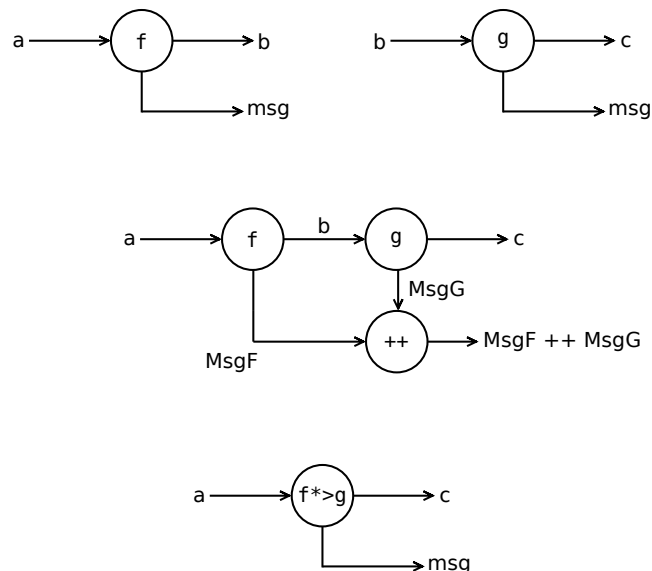 a f b
msg
b g c
msg
a f b g c
MsgG
MsgF ++ MsgF ++ MsgG
a f*>g c
msg